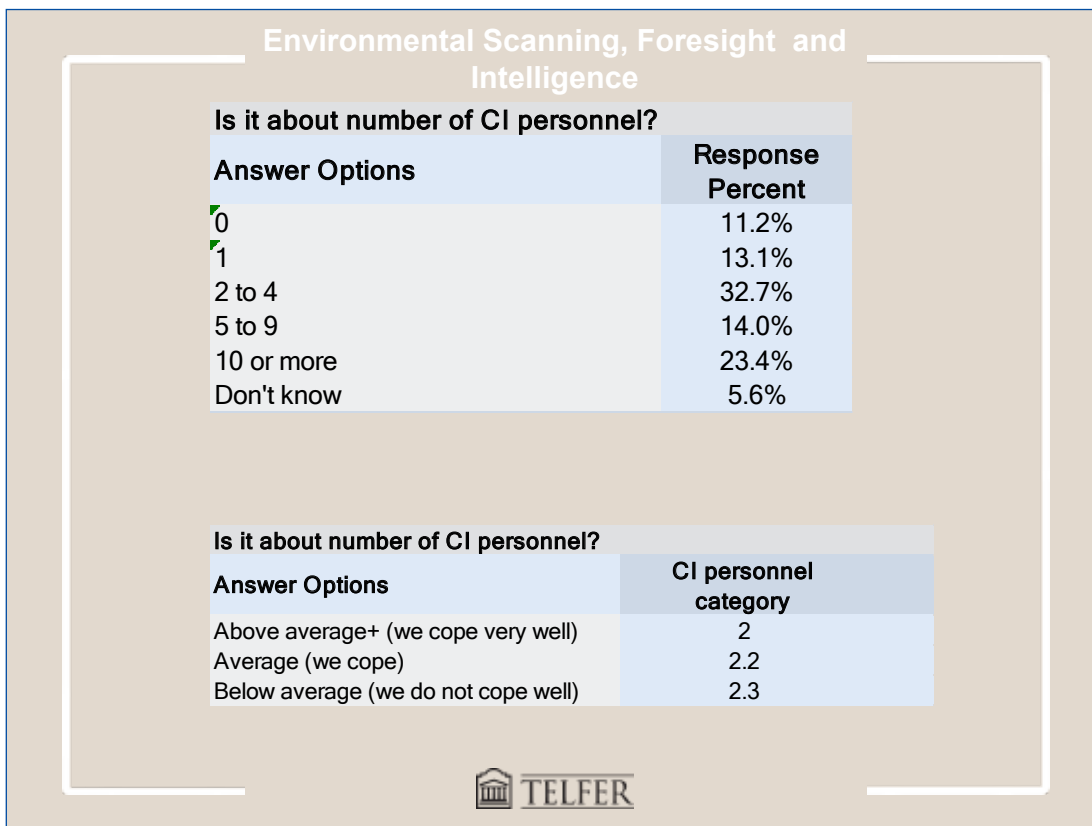 Environmental Scanning, Foresight and
Intelligence
Is it about number of CI personnel?
Answer Options Response Percent
0 11.2%
1 13.1%
2 to 4 32.7%
5 to 9 14.0%
10 or more 23.4%
Don't know 5.6%
Is it about number of CI personnel?
Answer Options CI personnel category
Above average+ (we cope very well) 2
Average (we cope) 2.2
Below average (we do not cope well) 2.3
TELFER